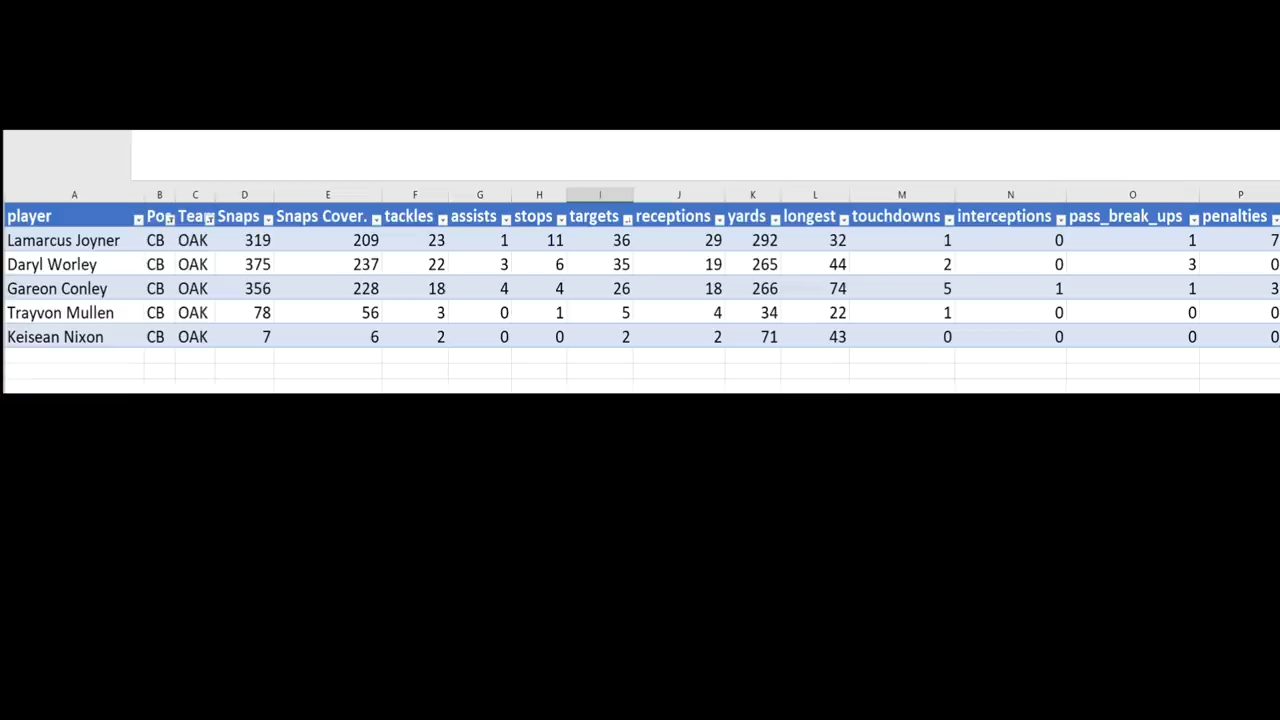 A B C D E F G H I J K L M N O P
player Pos Tea Snaps Snaps Cover. tackles assists stops targets receptions yards longest touchdowns interceptions pass_break_ups penalties
Lamarcus Joyner CB OAK 319 209 23 1 11 36 29 292 32 1 0 1 7
Daryl Worley CB OAK 375 237 22 3 6 35 19 265 44 2 0 3 0
Gareon Conley CB OAK 356 228 18 4 4 26 18 266 74 5 1 1 3
Trayvon Mullen CB OAK 78 56 3 0 1 5 4 34 22 1 0 0 0
Keisean Nixon CB OAK 7 6 2 0 0 2 2 71 43 0 0 0 0